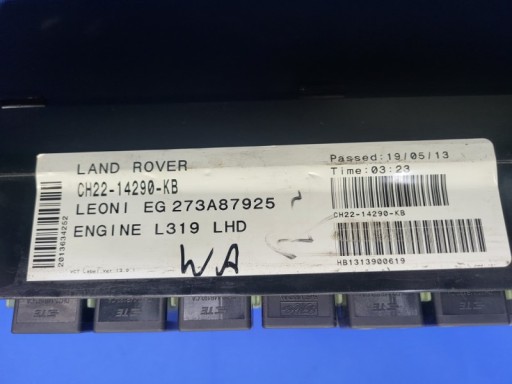 LAND ROVER
CH22-14290-KB
LEONI EG 273A87925
ENGINE L319 LHD
WA
2013634252
Passed: 19/05/13
Time: 03:23
CH22-14290-KB
HB1313900619